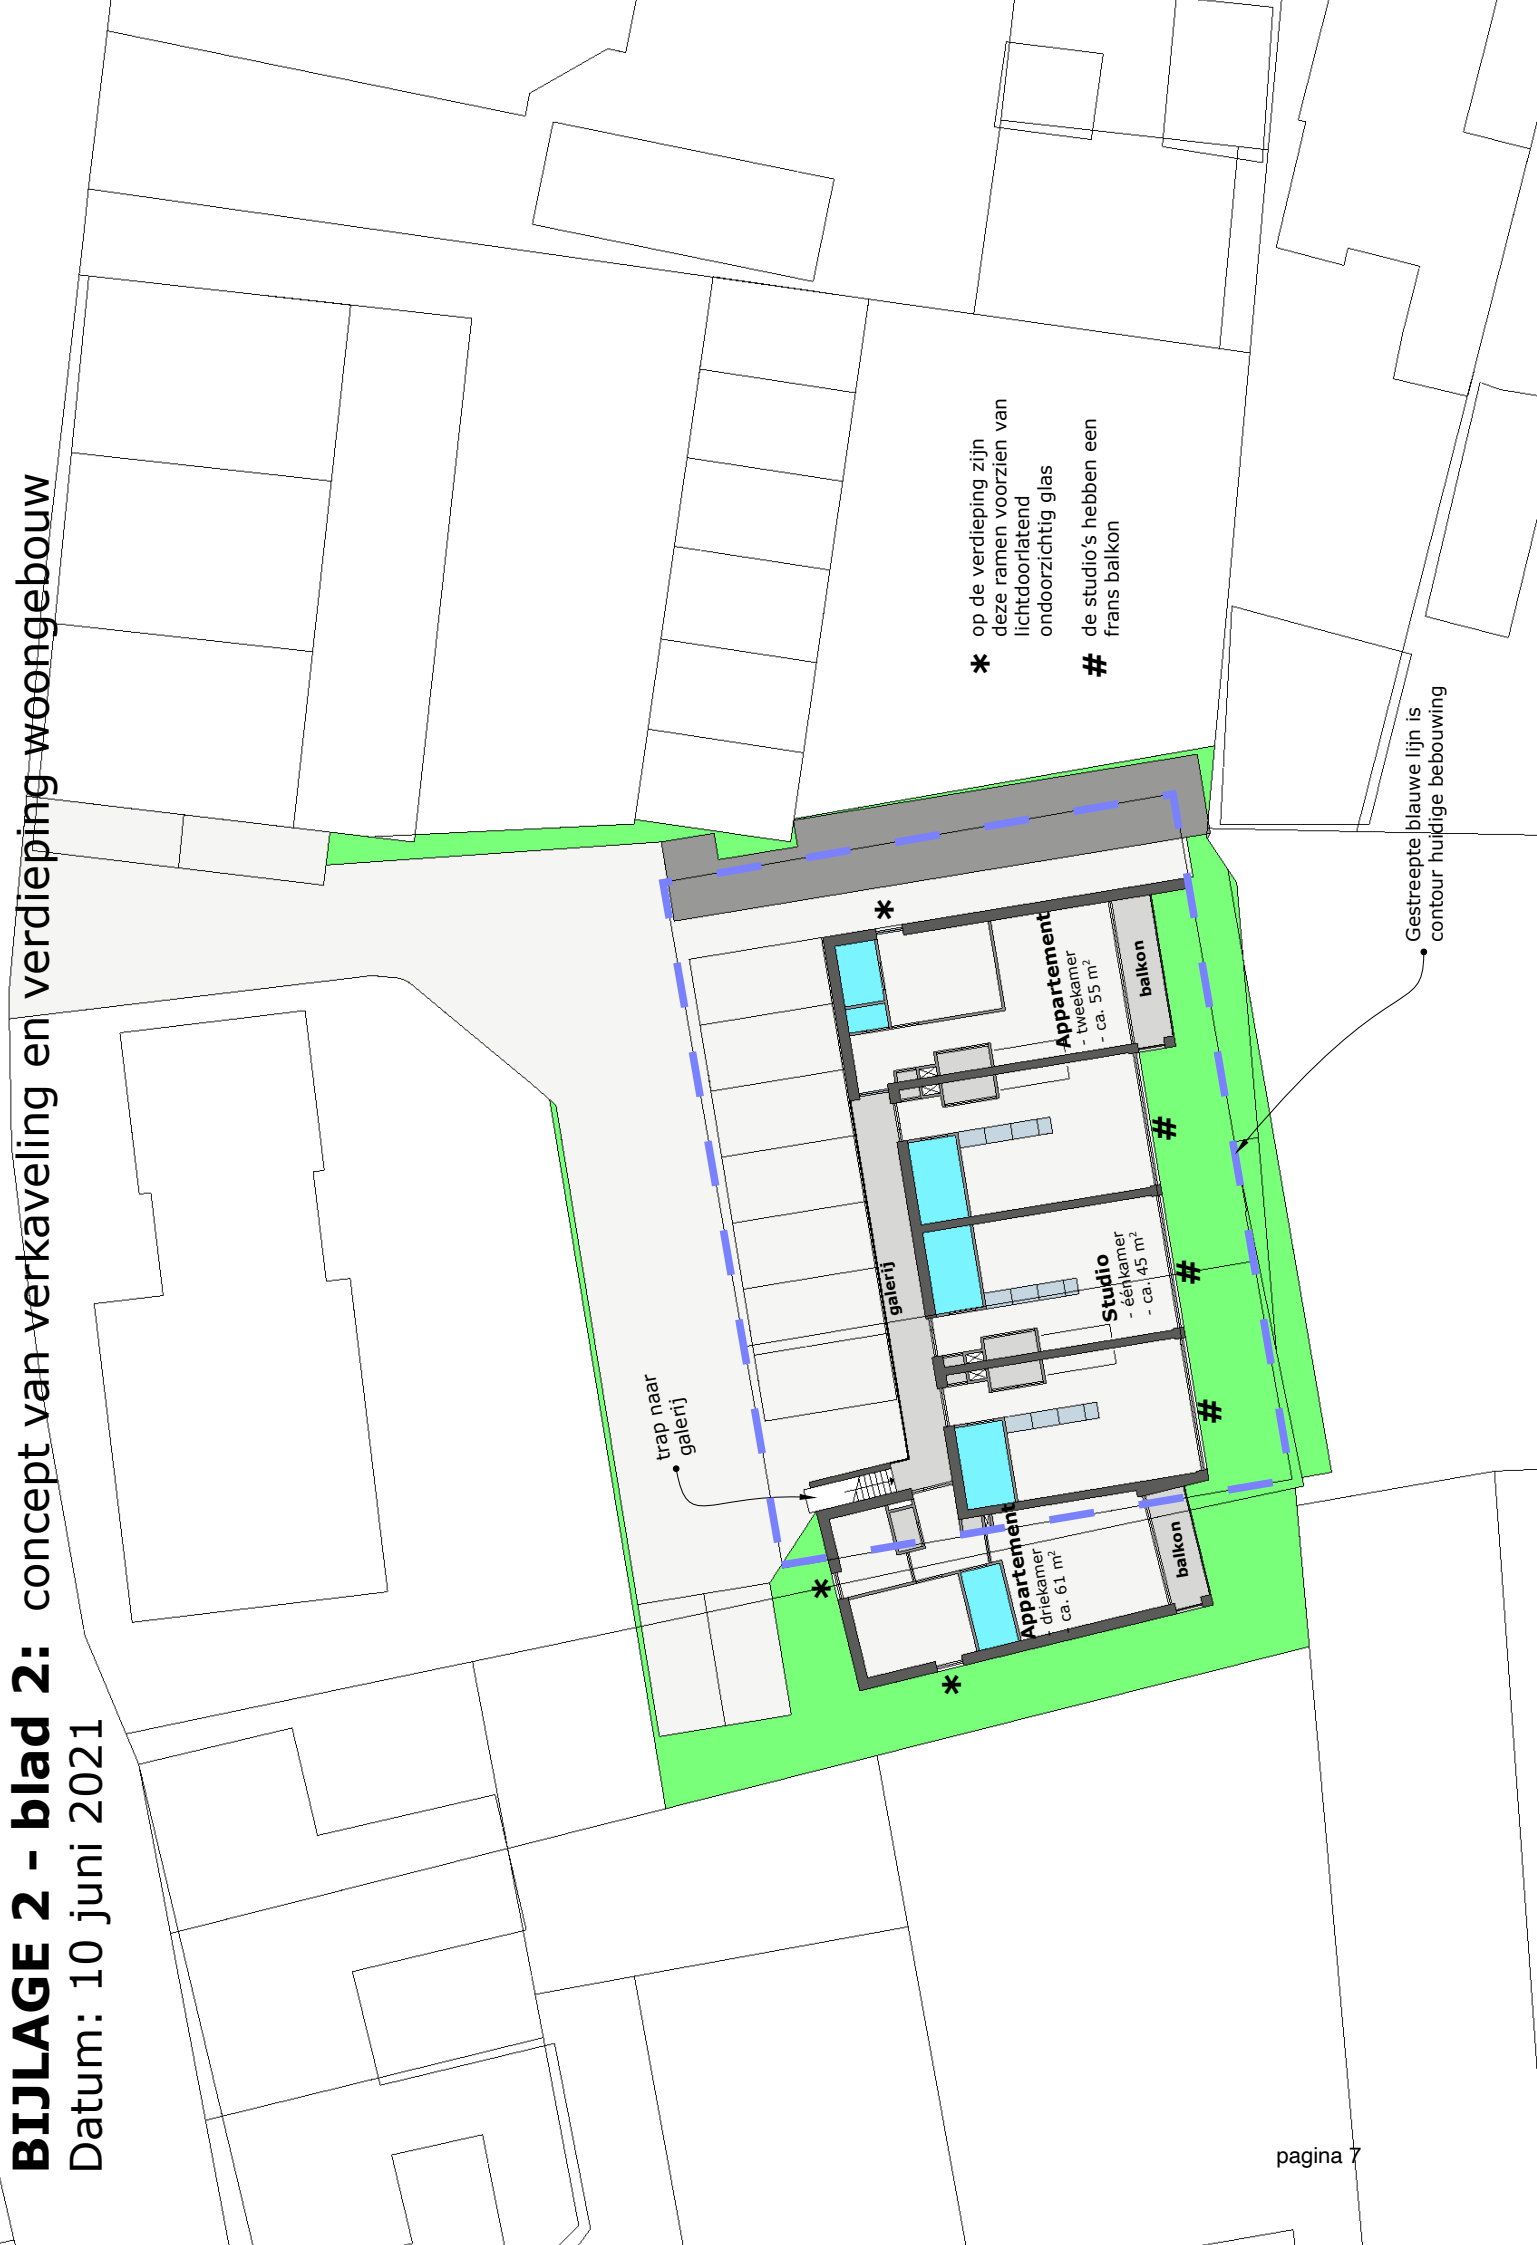 BIJLAGE 2 - blad 2: concept van verkaveling en verdieping woongebouw
Datum: 10 juni 2021
trap naar
galerij
galerij
Appartement
- driekamer
- ca. 61 m²
balkon
Studio
- éénkamer
- ca. 45 m²
Appartement
- tweekamer
- ca. 55 m²
balkon
*
*
*
#
#
#
* op de verdieping zijn
deze ramen voorzien van
lichtdoorlatend
ondoorzichtig glas
# de studio's hebben een
frans balkon
Gestreepte blauwe lijn is
contour huidige bebouwing
pagina 7